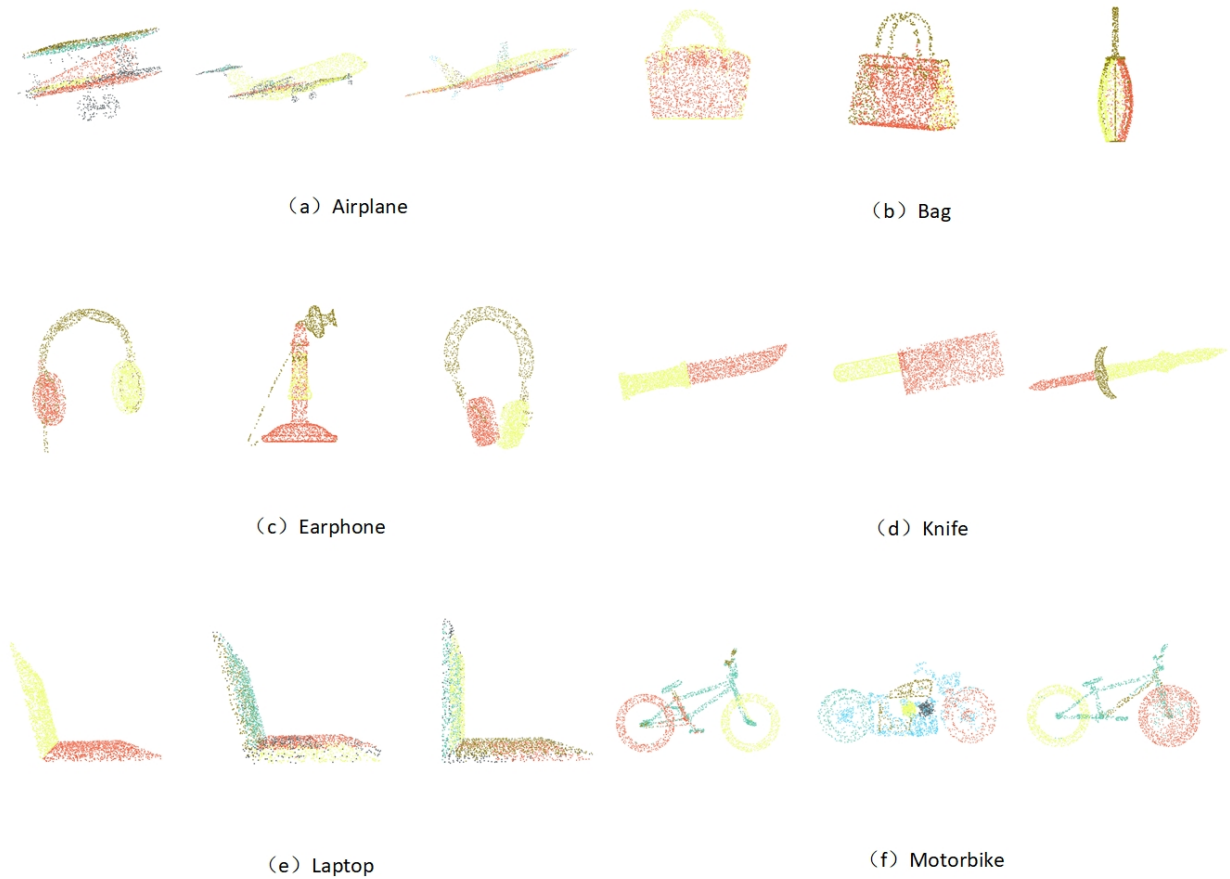 （a）Airplane
（b）Bag
（c）Earphone
（d）Knife
（e）Laptop
（f）Motorbike